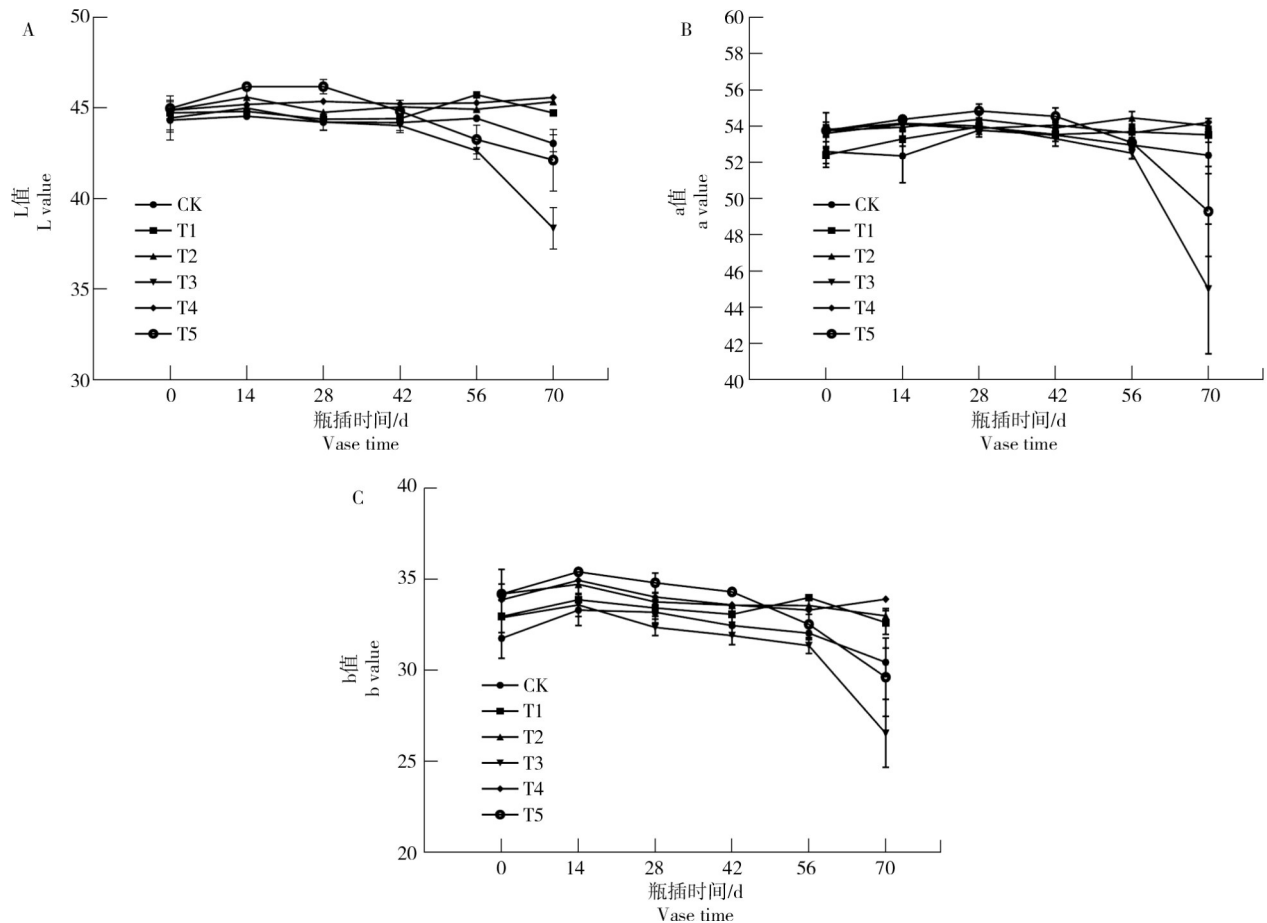 A
50
45
40
35
30
L值
L value
CK
T1
T2
T3
T4
T5
0 14 28 42 56 70
瓶插时间/d
Vase time
B
60
58
56
54
52
50
48
46
44
52
42
40
a值
a value
CK
T1
T2
T3
T4
T5
0 14 28 42 56 70
瓶插时间/d
Vase time
C
40
35
30
25
20
b值
b value
CK
T1
T2
T3
T4
T5
0 14 28 42 56 70
瓶插时间/d
Vase time